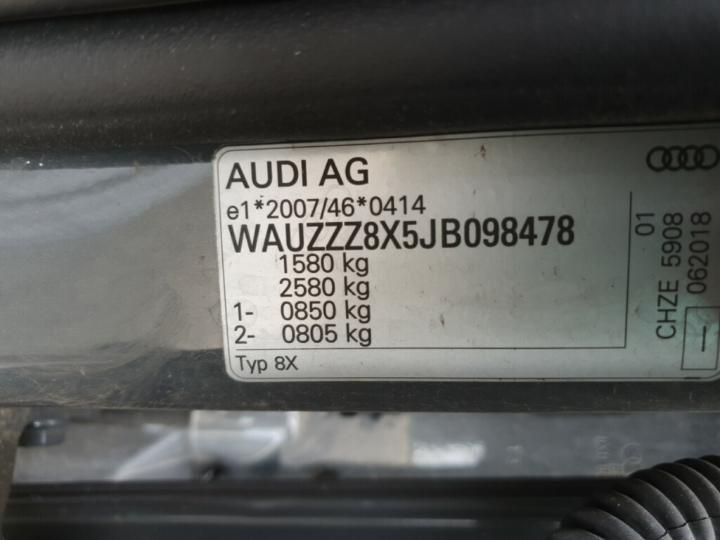 AUDI AG
e1*2007/46*0414
WAUZZZ8X5JB098478
1580 kg
2580 kg
1- 0850 kg
2- 0805 kg
Typ 8X
01
CHZE 5908
062018